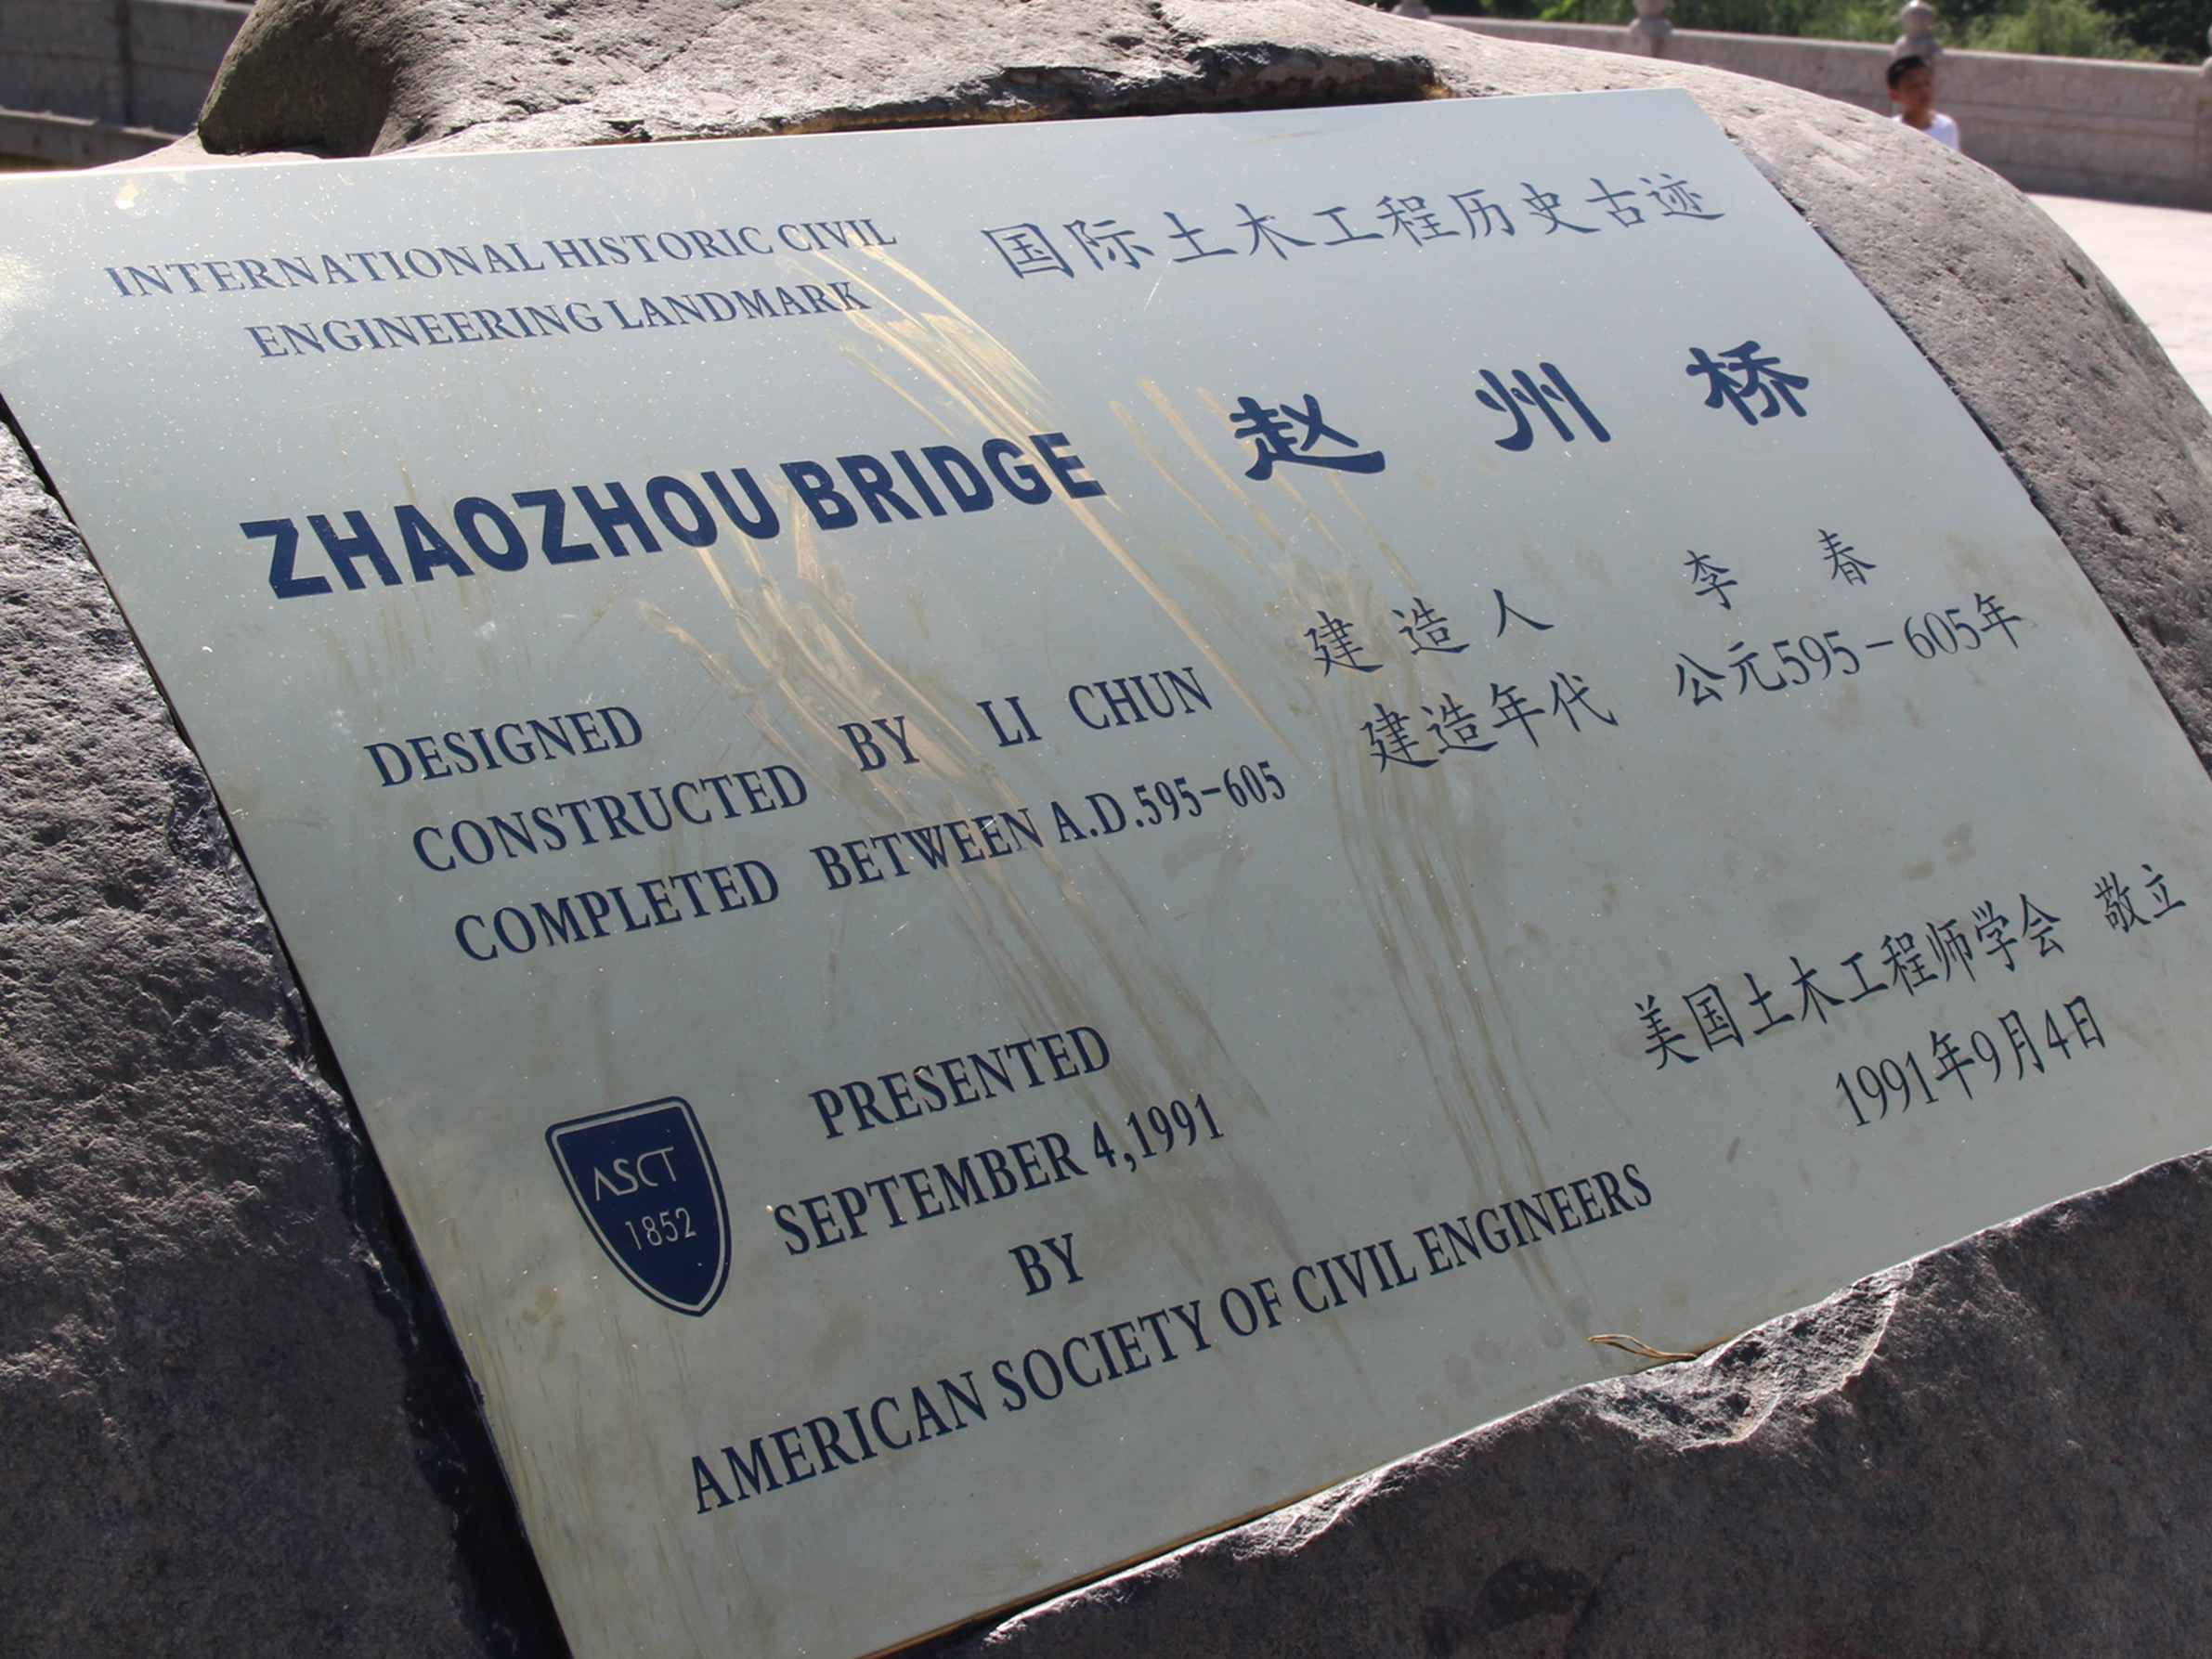 INTERNATIONAL HISTORIC CIVIL
ENGINEERING LANDMARK
国际土木工程历史古迹
ZHAOZHOU BRIDGE
赵州桥
DESIGNED
CONSTRUCTED BY LI CHUN
COMPLETED BETWEEN A.D.595-605
建造人 李春
建造年代 公元595-605年
ASCT
1852
PRESENTED
SEPTEMBER 4,1991
BY
AMERICAN SOCIETY OF CIVIL ENGINEERS
美国土木工程师学会 敬立
1991年9月4日